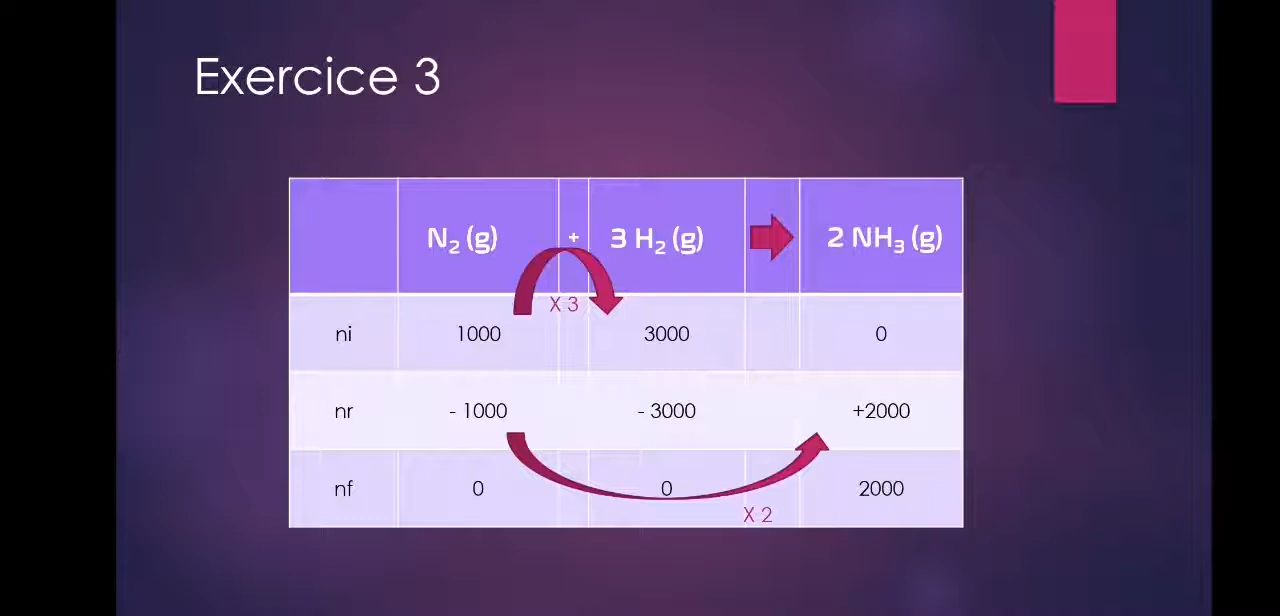 Exercice 3
N₂ (g) + 3 H₂ (g) 2 NH₃ (g)
X 3
ni 1000 3000 0
nr - 1000 - 3000 +2000
nf 0 0 2000
X 2